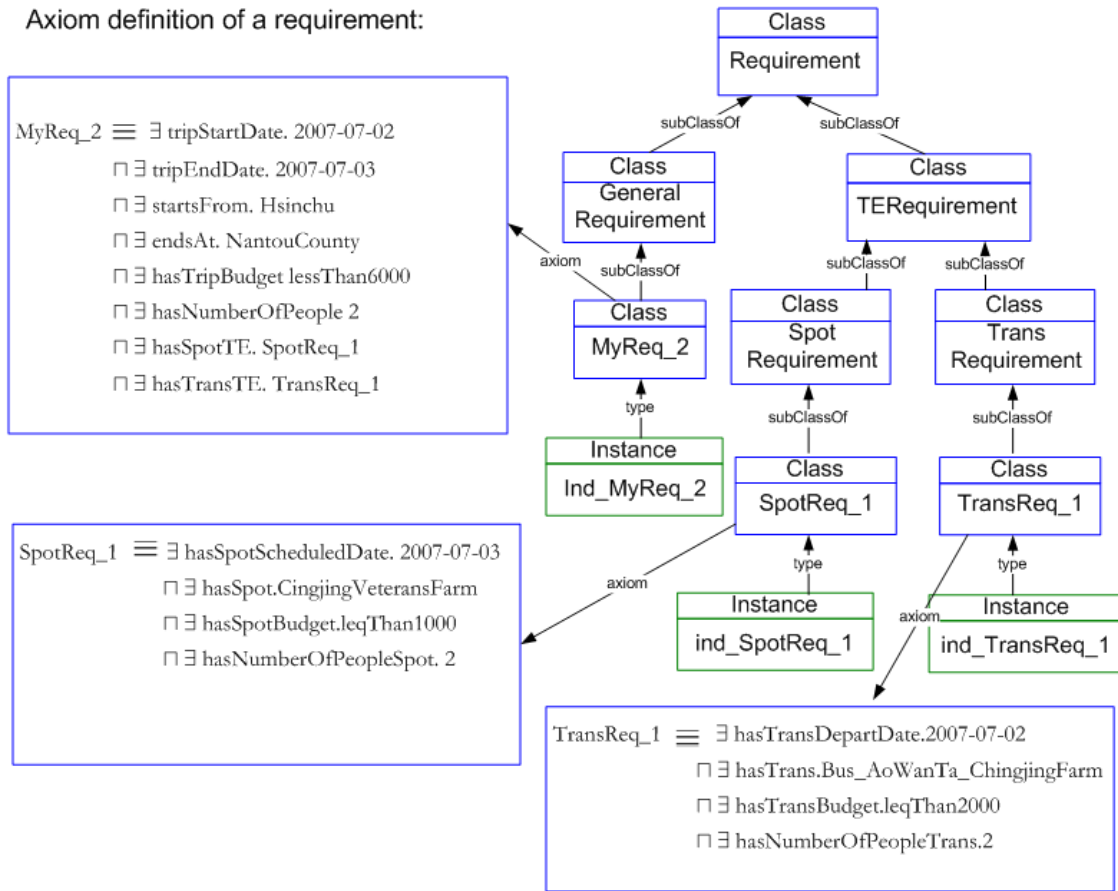 Axiom definition of a requirement:
Class
Requirement
subClassOf
subClassOf
Class
General
Requirement
Class
TERequirement
MyReq_2 ≡ ∃ tripStartDate. 2007-07-02
⊓ ∃ tripEndDate. 2007-07-03
⊓ ∃ startsFrom. Hsinchu
⊓ ∃ endsAt. NantouCounty
⊓ ∃ hasTripBudget lessThan6000
⊓ ∃ hasNumberOfPeople 2
⊓ ∃ hasSpotTE. SpotReq_1
⊓ ∃ hasTransTE. TransReq_1
axiom
subClassOf
subClassOf
subClassOf
Class
MyReq_2
Class
Spot
Requirement
Class
Trans
Requirement
type
subClassOf
subClassOf
Instance
Ind_MyReq_2
Class
SpotReq_1
Class
TransReq_1
SpotReq_1 ≡ ∃ hasSpotScheduledDate. 2007-07-03
⊓ ∃ hasSpot.CingjingVeteransFarm
⊓ ∃ hasSpotBudget.leqThan1000
⊓ ∃ hasNumberOfPeopleSpot. 2
axiom
type
type
Instance
ind_SpotReq_1
axiom
Instance
ind_TransReq_1
TransReq_1 ≡ ∃ hasTransDepartDate.2007-07-02
⊓ ∃ hasTrans.Bus_AoWanTa_ChingjingFarm
⊓ ∃ hasTransBudget.leqThan2000
⊓ ∃ hasNumberOfPeopleTrans.2